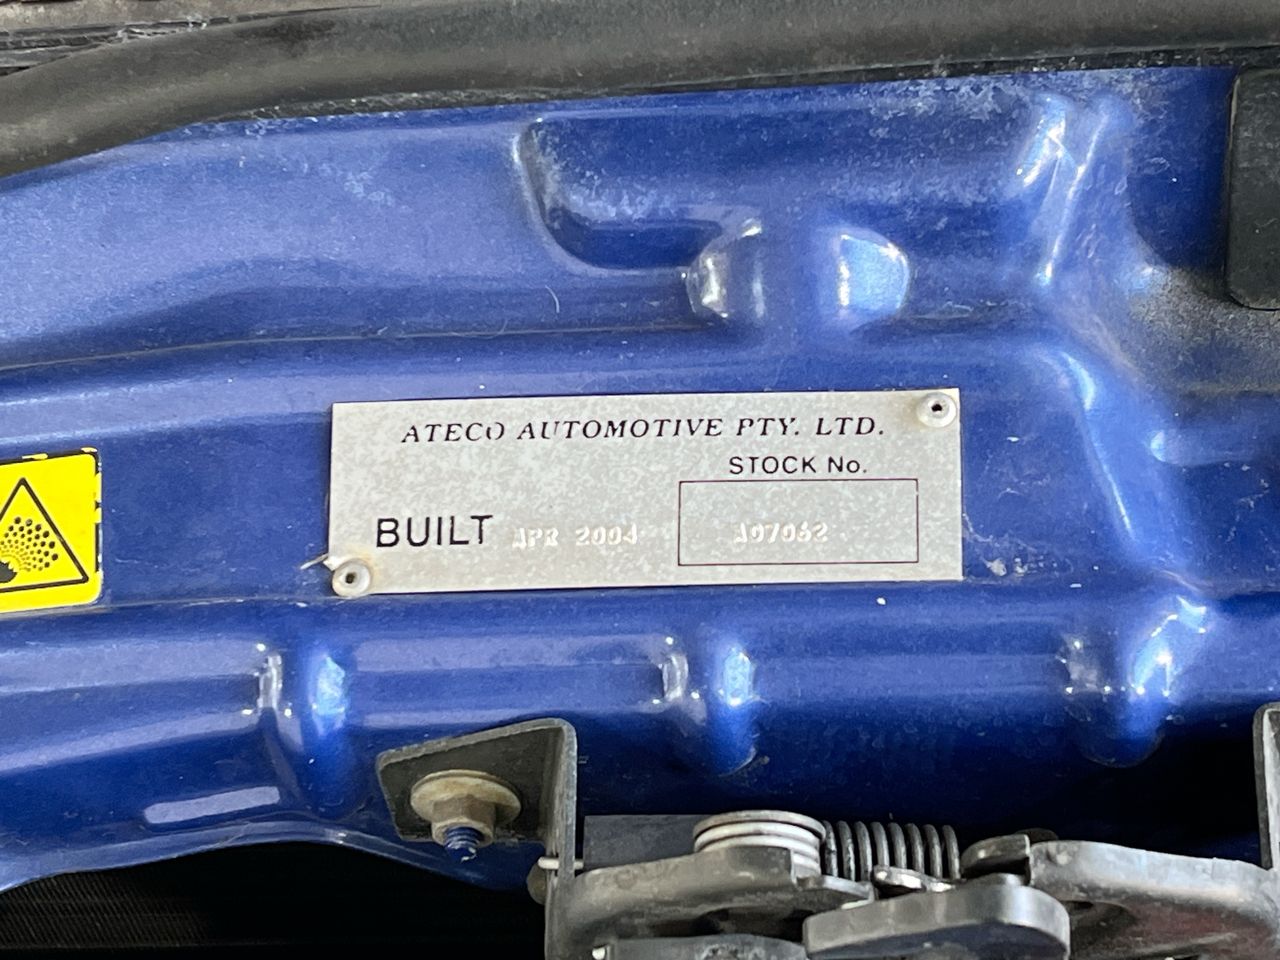 ATECO AUTOMOTIVE PTY. LTD.
STOCK No.
BUILT APR 2004 A07062